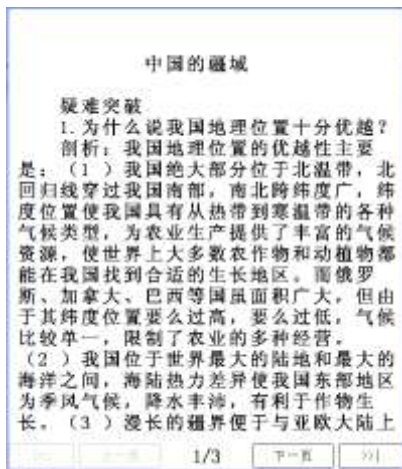 中国的疆域
疑难突破
1.为什么说我国地理位置十分优越?
剖析:我国地理位置的优越性主要
是:(1)我国绝大部分位于北温带,北
回归线穿过我国南部,南北跨纬度广,纬
度位置使我国具有从热带到寒温带的各种
气候类型,为农业生产提供了丰富的气候
资源,使世界上大多数农作物和动植物都
能在我国找到合适的生长地区。而俄罗
斯、加拿大、巴西等国虽面积广大,但由
于其纬度位置要么过高,要么过低,气候
比较单一,限制了农业的多种经营。
(2)我国位于世界最大的陆地和最大的
海洋之间,海陆热力差异使我国东部地区
为季风气候,降水丰沛,有利于作物生
长。(3)漫长的疆界便于与亚欧大陆上
1/3 下一页 >>|